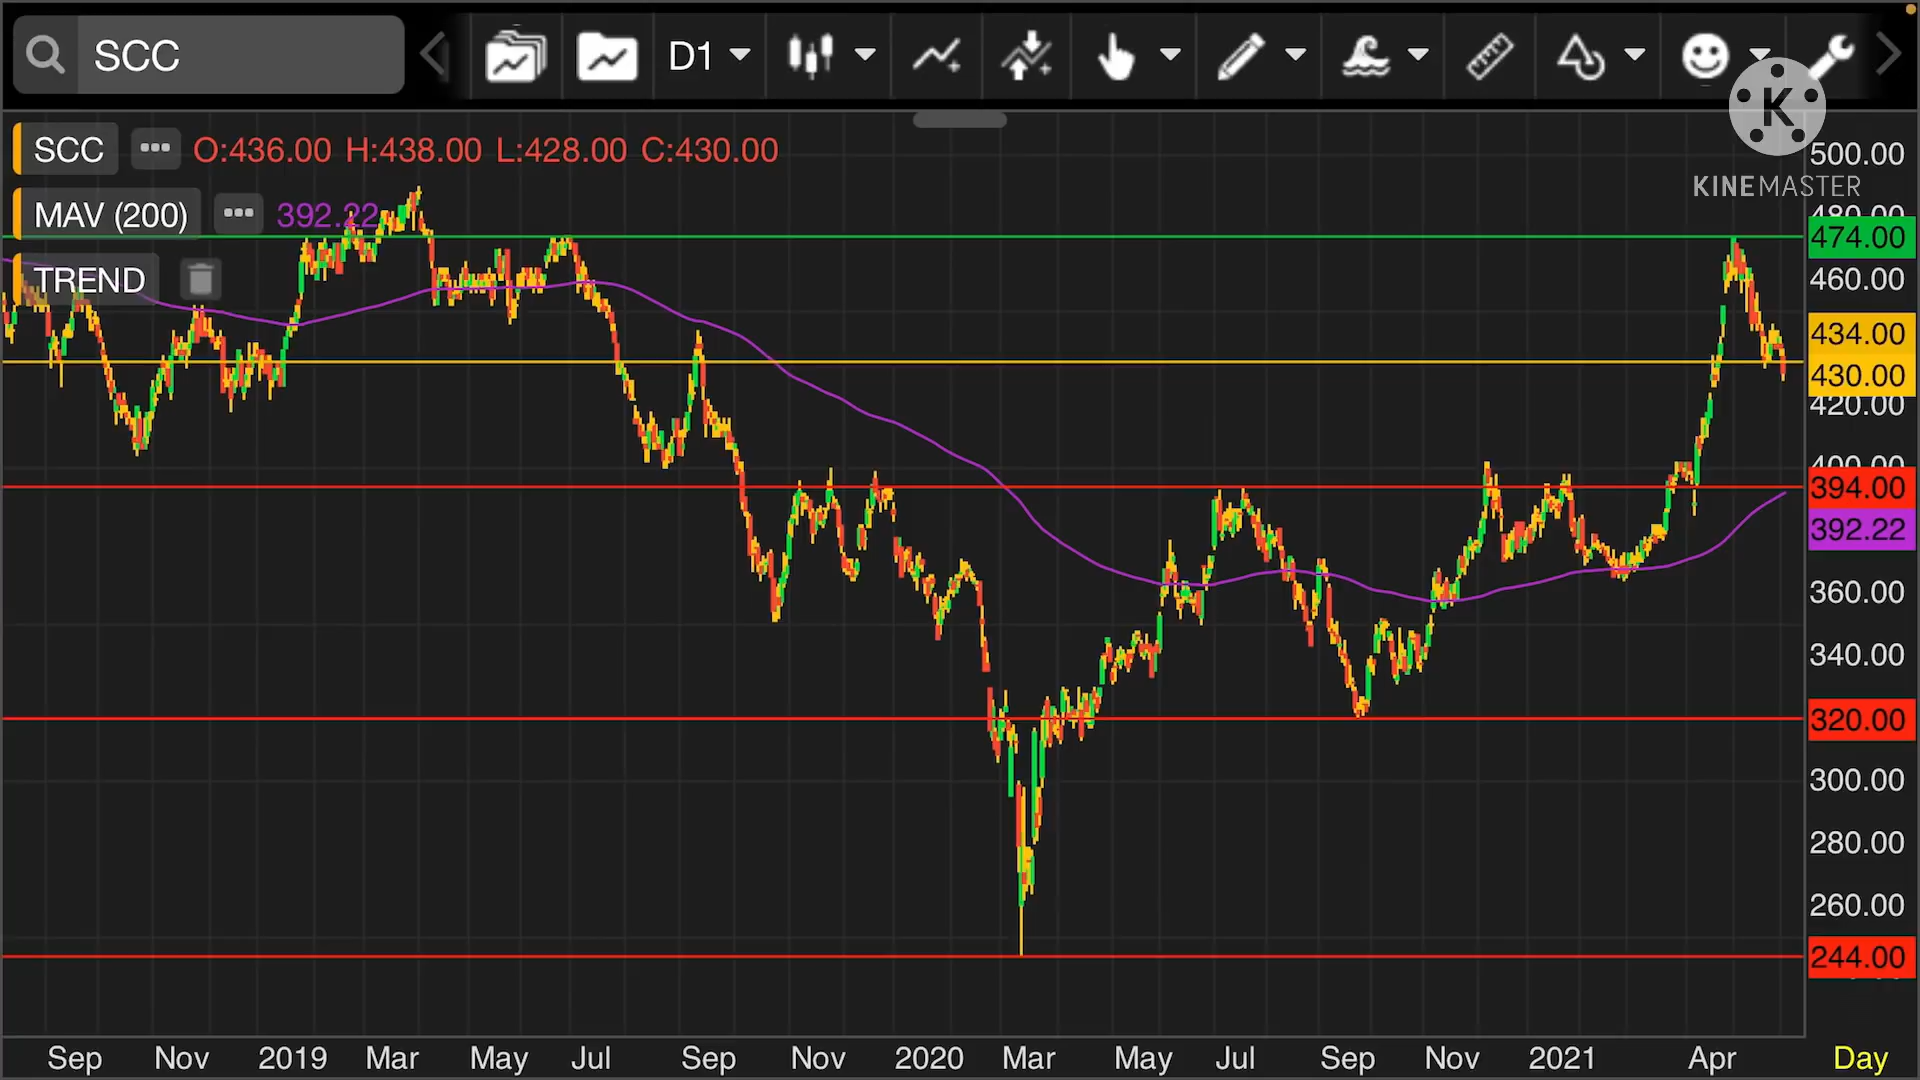 SCC D1
SCC O:436.00 H:438.00 L:428.00 C:430.00
MAV (200) 392.22
TREND
K
KINEMASTER
500.00
480.00
474.00
460.00
434.00
430.00
420.00
400.00
394.00
392.22
360.00
340.00
320.00
300.00
280.00
260.00
244.00
Sep Nov 2019 Mar May Jul Sep Nov 2020 Mar May Jul Sep Nov 2021 Apr Day